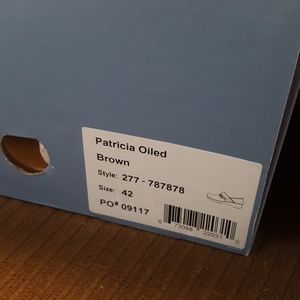 Patricia Oiled
Brown
Style: 277 - 787878
Size: 42
PO# 09117